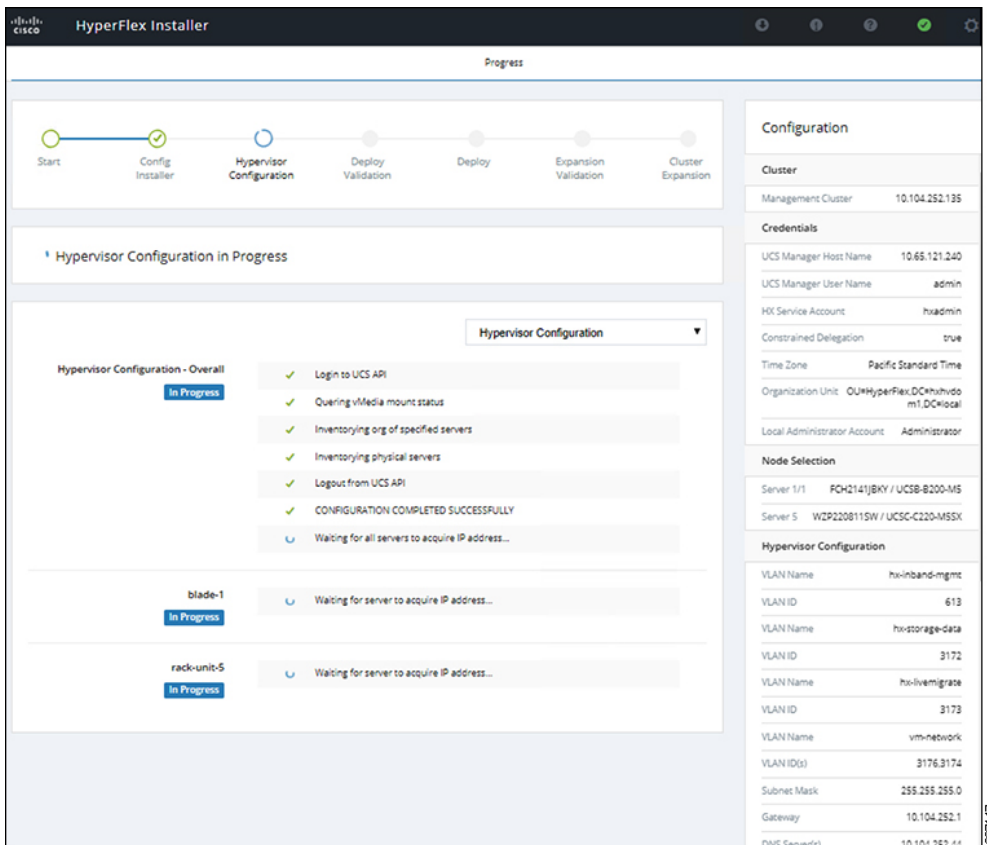 cisco
HyperFlex Installer
Progress
Start
Config Installer
Hypervisor Configuration
Deploy Validation
Deploy
Expansion Validation
Cluster Expansion
Hypervisor Configuration in Progress
Hypervisor Configuration
Hypervisor Configuration - Overall
In Progress
Login to UCS API
Quering vMedia mount status
Inventorying org of specified servers
Inventorying physical servers
Logout from UCS API
CONFIGURATION COMPLETED SUCCESSFULLY
Waiting for all servers to acquire IP address...
blade-1
In Progress
Waiting for server to acquire IP address...
rack-unit-5
In Progress
Waiting for server to acquire IP address...
Configuration
Cluster
Management Cluster 10.104.252.135
Credentials
UCS Manager Host Name 10.65.121.240
UCS Manager User Name admin
HX Service Account hxadmin
Constrained Delegation true
Time Zone Pacific Standard Time
Organization Unit OU=HyperFlex,DC=hxhvdo
m1,DC=local
Local Administrator Account Administrator
Node Selection
Server 1/1 FCH2141JBKY / UCSB-B200-M5
Server 5 WZP220811SW / UCSC-C220-M5SX
Hypervisor Configuration
VLAN Name hx-inband-mgmt
VLAN ID 613
VLAN Name hx-storage-data
VLAN ID 3172
VLAN Name hx-livemigrate
VLAN ID 3173
VLAN Name vm-network
VLAN ID(s) 3176,3174
Subnet Mask 255.255.255.0
Gateway 10.104.252.1
DNS Server(s) 10.104.252.44